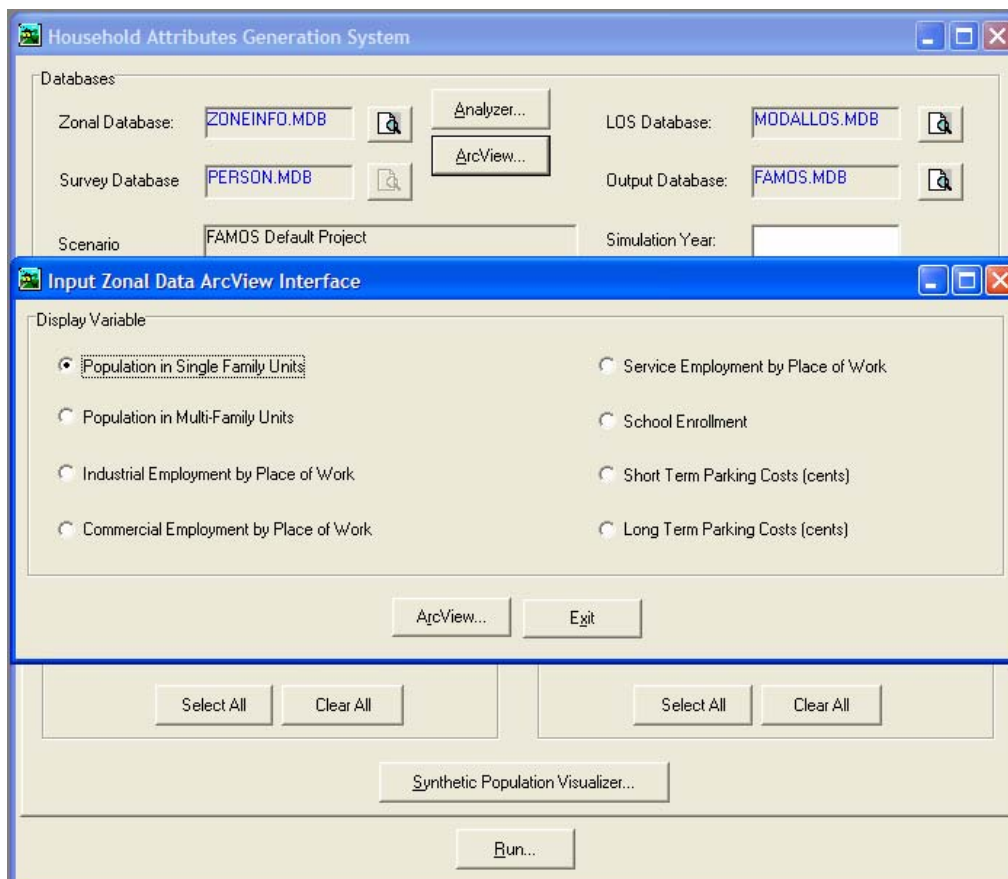 Household Attributes Generation System
Databases
Zonal Database: ZONEINFO.MDB Analyzer... LOS Database: MODALLOS.MDB
ArcView...
Survey Database PERSON.MDB Output Database: FAMOS.MDB
Scenario FAMOS Default Project Simulation Year:
Input Zonal Data ArcView Interface
Display Variable
Population in Single Family Units Service Employment by Place of Work
Population in Multi-Family Units School Enrollment
Industrial Employment by Place of Work Short Term Parking Costs (cents)
Commercial Employment by Place of Work Long Term Parking Costs (cents)
ArcView... Exit
Select All Clear All Select All Clear All
Synthetic Population Visualizer...
Run...